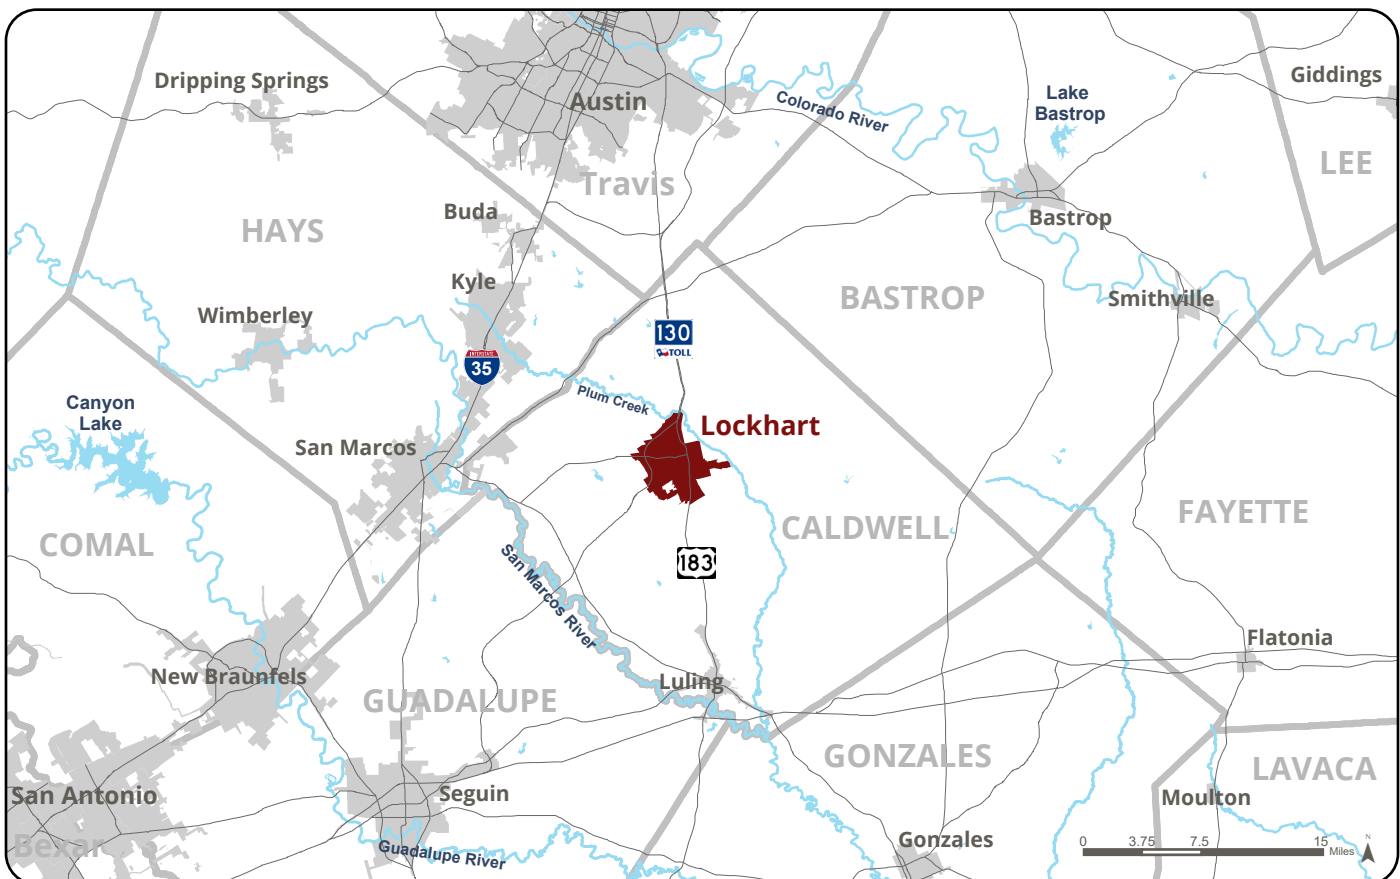 Dripping Springs
Austin
Colorado River
Lake
Bastrop
Giddings
LEE
Travis
HAYS
Buda
Bastrop
Kyle
BASTROP
Smithville
Wimberley
130
TOLL
INTERSTATE
35
Plum Creek
Canyon
Lake
Lockhart
San Marcos
CALDWELL
FAYETTE
COMAL
183
San Marcos River
Flatonia
New Braunfels
Luling
GUADALUPE
GONZALES
LAVACA
San Antonio
Seguin
Moulton
Bexar
Guadalupe River
Gonzales
0 3.75 7.5 15
Miles
N